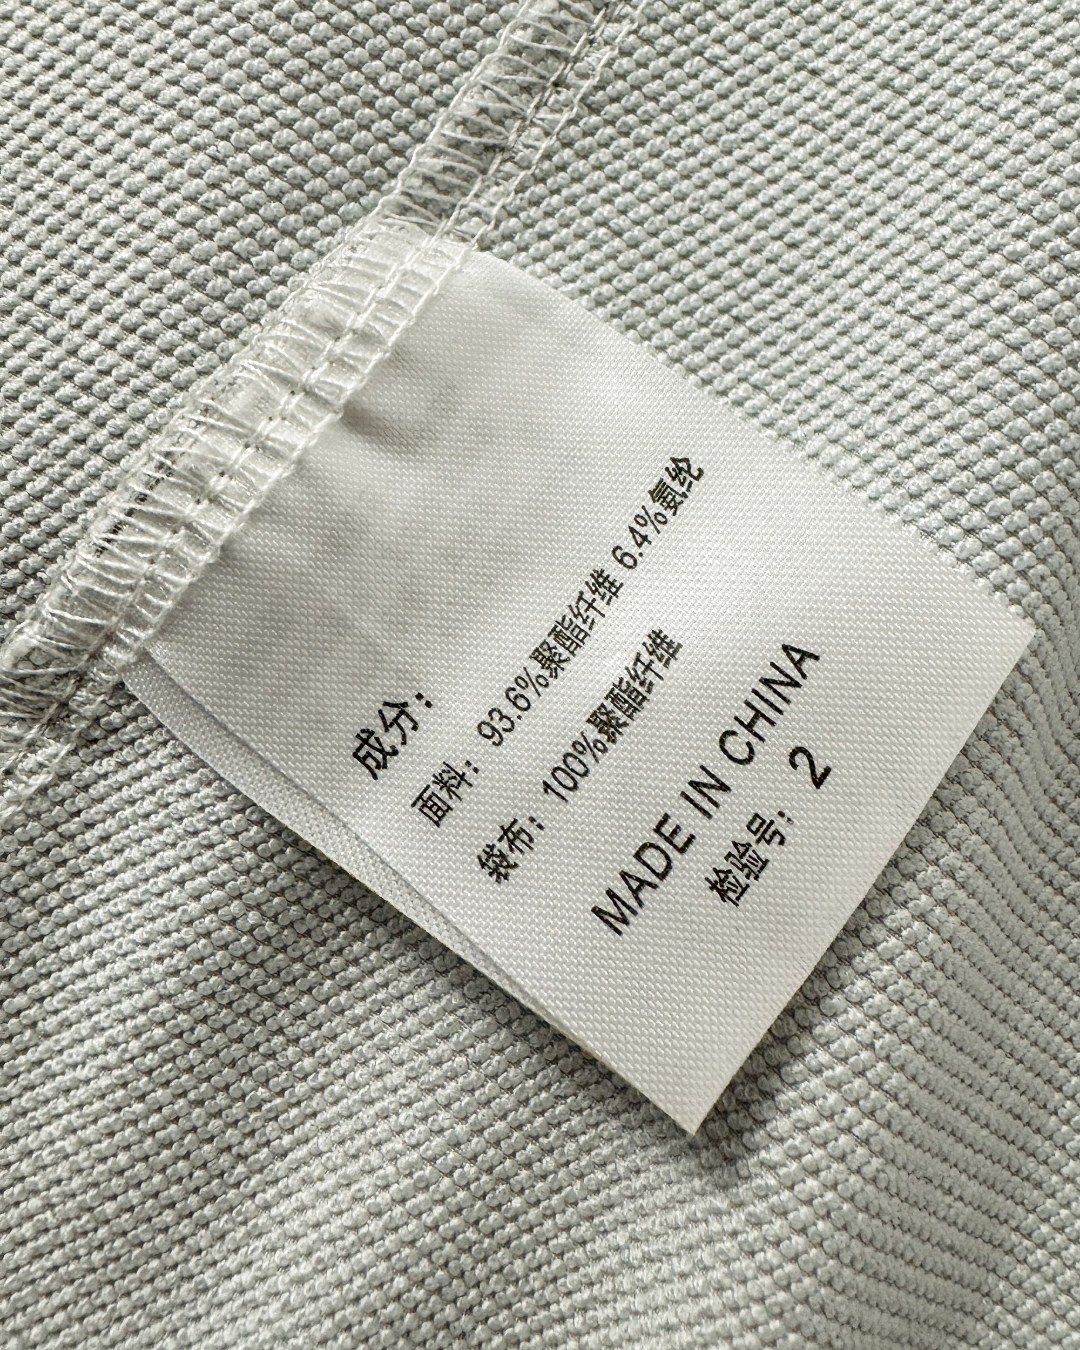 成分：
面料： 93.6%聚酯纤维 6.4%氨纶
袋布： 100%聚酯纤维
MADE IN CHINA
检验号： 2